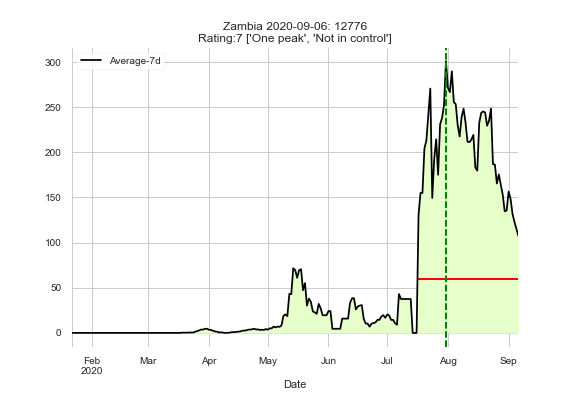 Zambia 2020-09-06: 12776
Rating:7 ['One peak', 'Not in control']
Average-7d
300
250
200
150
100
50
0
Feb Mar Apr May Jun Jul Aug Sep
2020
Date